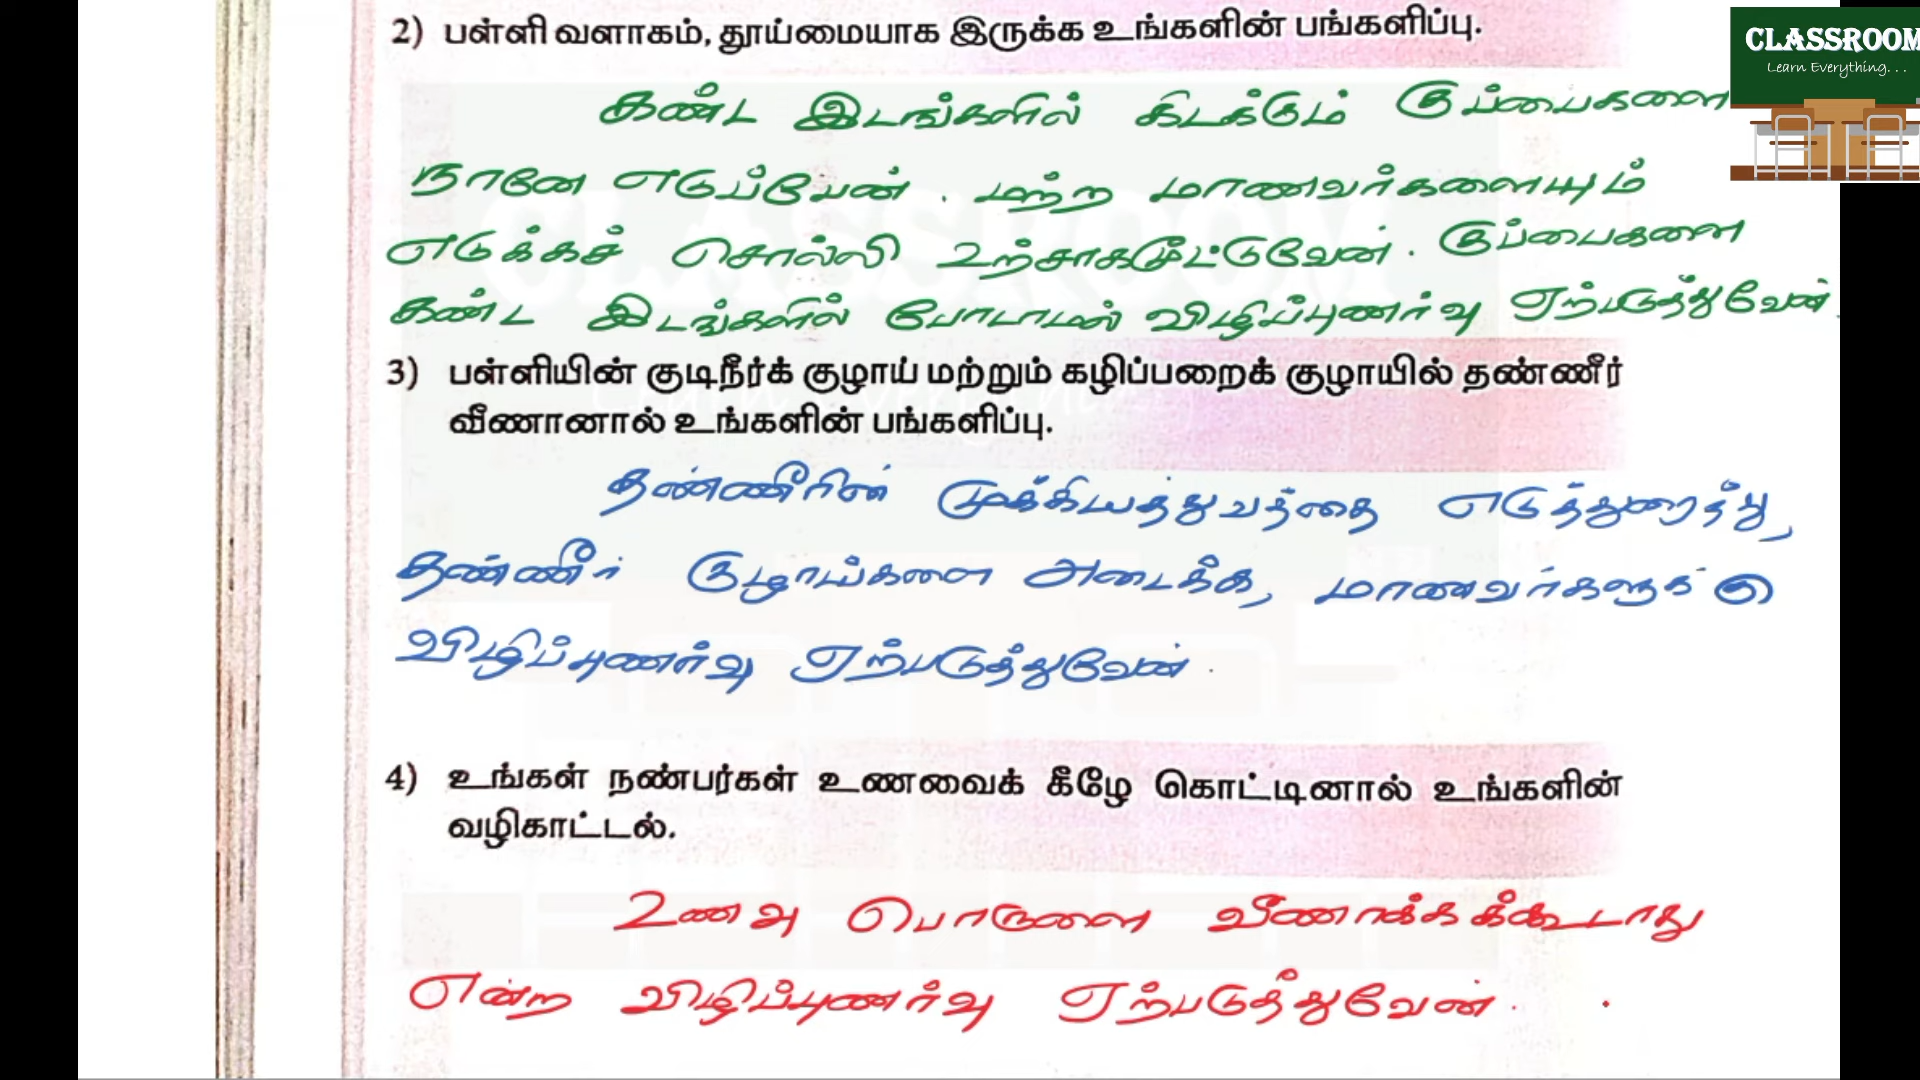 2) பள்ளி வளாகம், தூய்மையாக இருக்க உங்களின் பங்களிப்பு.
CLASSROOM
Learn Everything...
கண்ட இடங்களில் கிடக்கும் குப்பைகளை
நானே எடுப்பேன். மற்ற மாணவர்களையும்
எடுக்கச் சொல்லி உற்சாகமூட்டுவேன். குப்பைகளை
கண்ட இடங்களில் போடாமல் விழிப்புணர்வு ஏற்படுத்துவேன்.
3) பள்ளியின் குடிநீர்க் குழாய் மற்றும் கழிப்பறைக் குழாயில் தண்ணீர்
வீணானால் உங்களின் பங்களிப்பு.
தண்ணீரின் முக்கியத்துவத்தை எடுத்துரைத்து,
தண்ணீர் குழாய்களை அடைக்க, மாணவர்களுக்கு
விழிப்புணர்வு ஏற்படுத்துவேன்.
4) உங்கள் நண்பர்கள் உணவைக் கீழே கொட்டினால் உங்களின்
வழிகாட்டல்.
உணவு பொருளை வீணாக்கக்கூடாது
என்ற விழிப்புணர்வு ஏற்படுத்துவேன்.